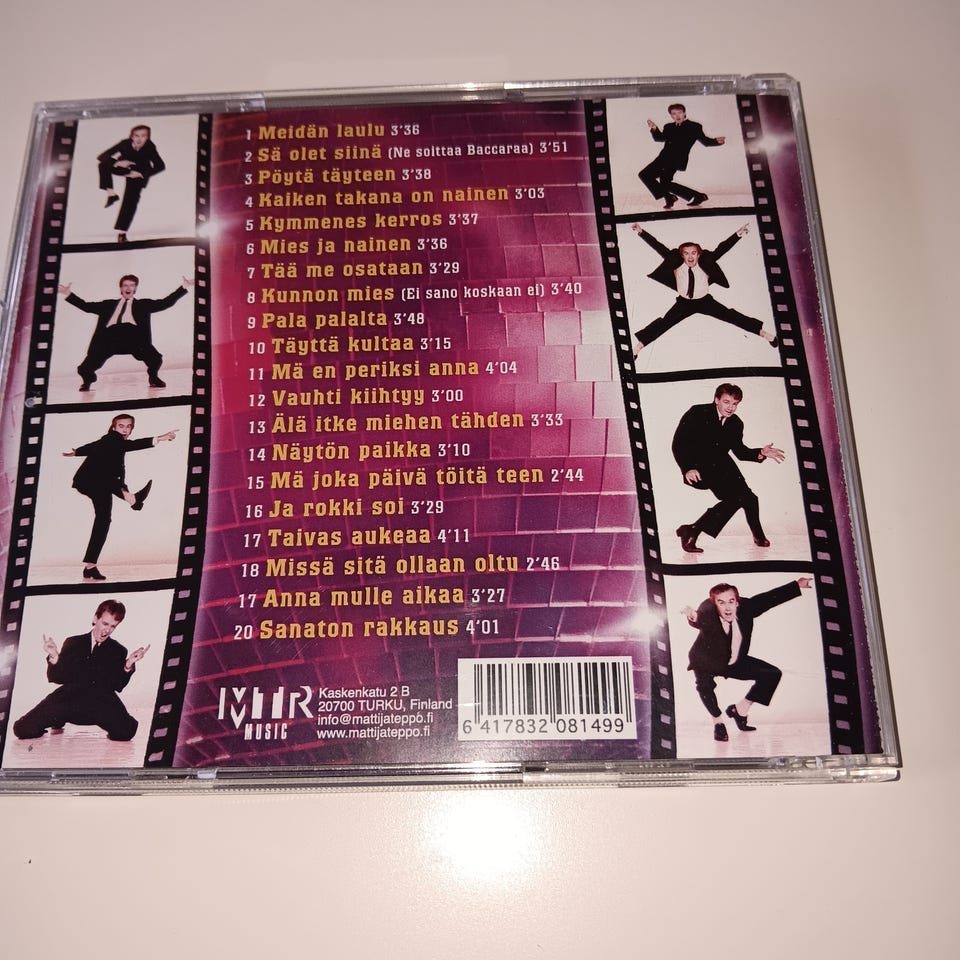 1 Meidän laulu 3'36
2 Sä olet siinä (Ne soittaa Baccaraa) 3'51
3 Pöytä täyteen 3'38
4 Kaiken takana on nainen 3'03
5 Kymmenes kerros 3'37
6 Mies ja nainen 3'36
7 Tää me osataan 3'29
8 Kunnon mies (Ei sano koskaan ei) 3'40
9 Pala palalta 3'48
10 Täyttä kultaa 3'15
11 Mä en periksi anna 4'04
12 Vauhti kiihtyy 3'00
13 Älä itke miehen tähden 3'33
14 Näytön paikka 3'10
15 Mä joka päivä töitä teen 2'44
16 Ja rokki soi 3'29
17 Taivas aukeaa 4'11
18 Missä sitä ollaan oltu 2'46
17 Anna mulle aikaa 3'27
20 Sanaton rakkaus 4'01
MTR
MUSIC
Kaskenkatu 2 B
20700 TURKU, Finland
info@mattijateppo.fi
www.mattijateppo.fi
6 417832 081499